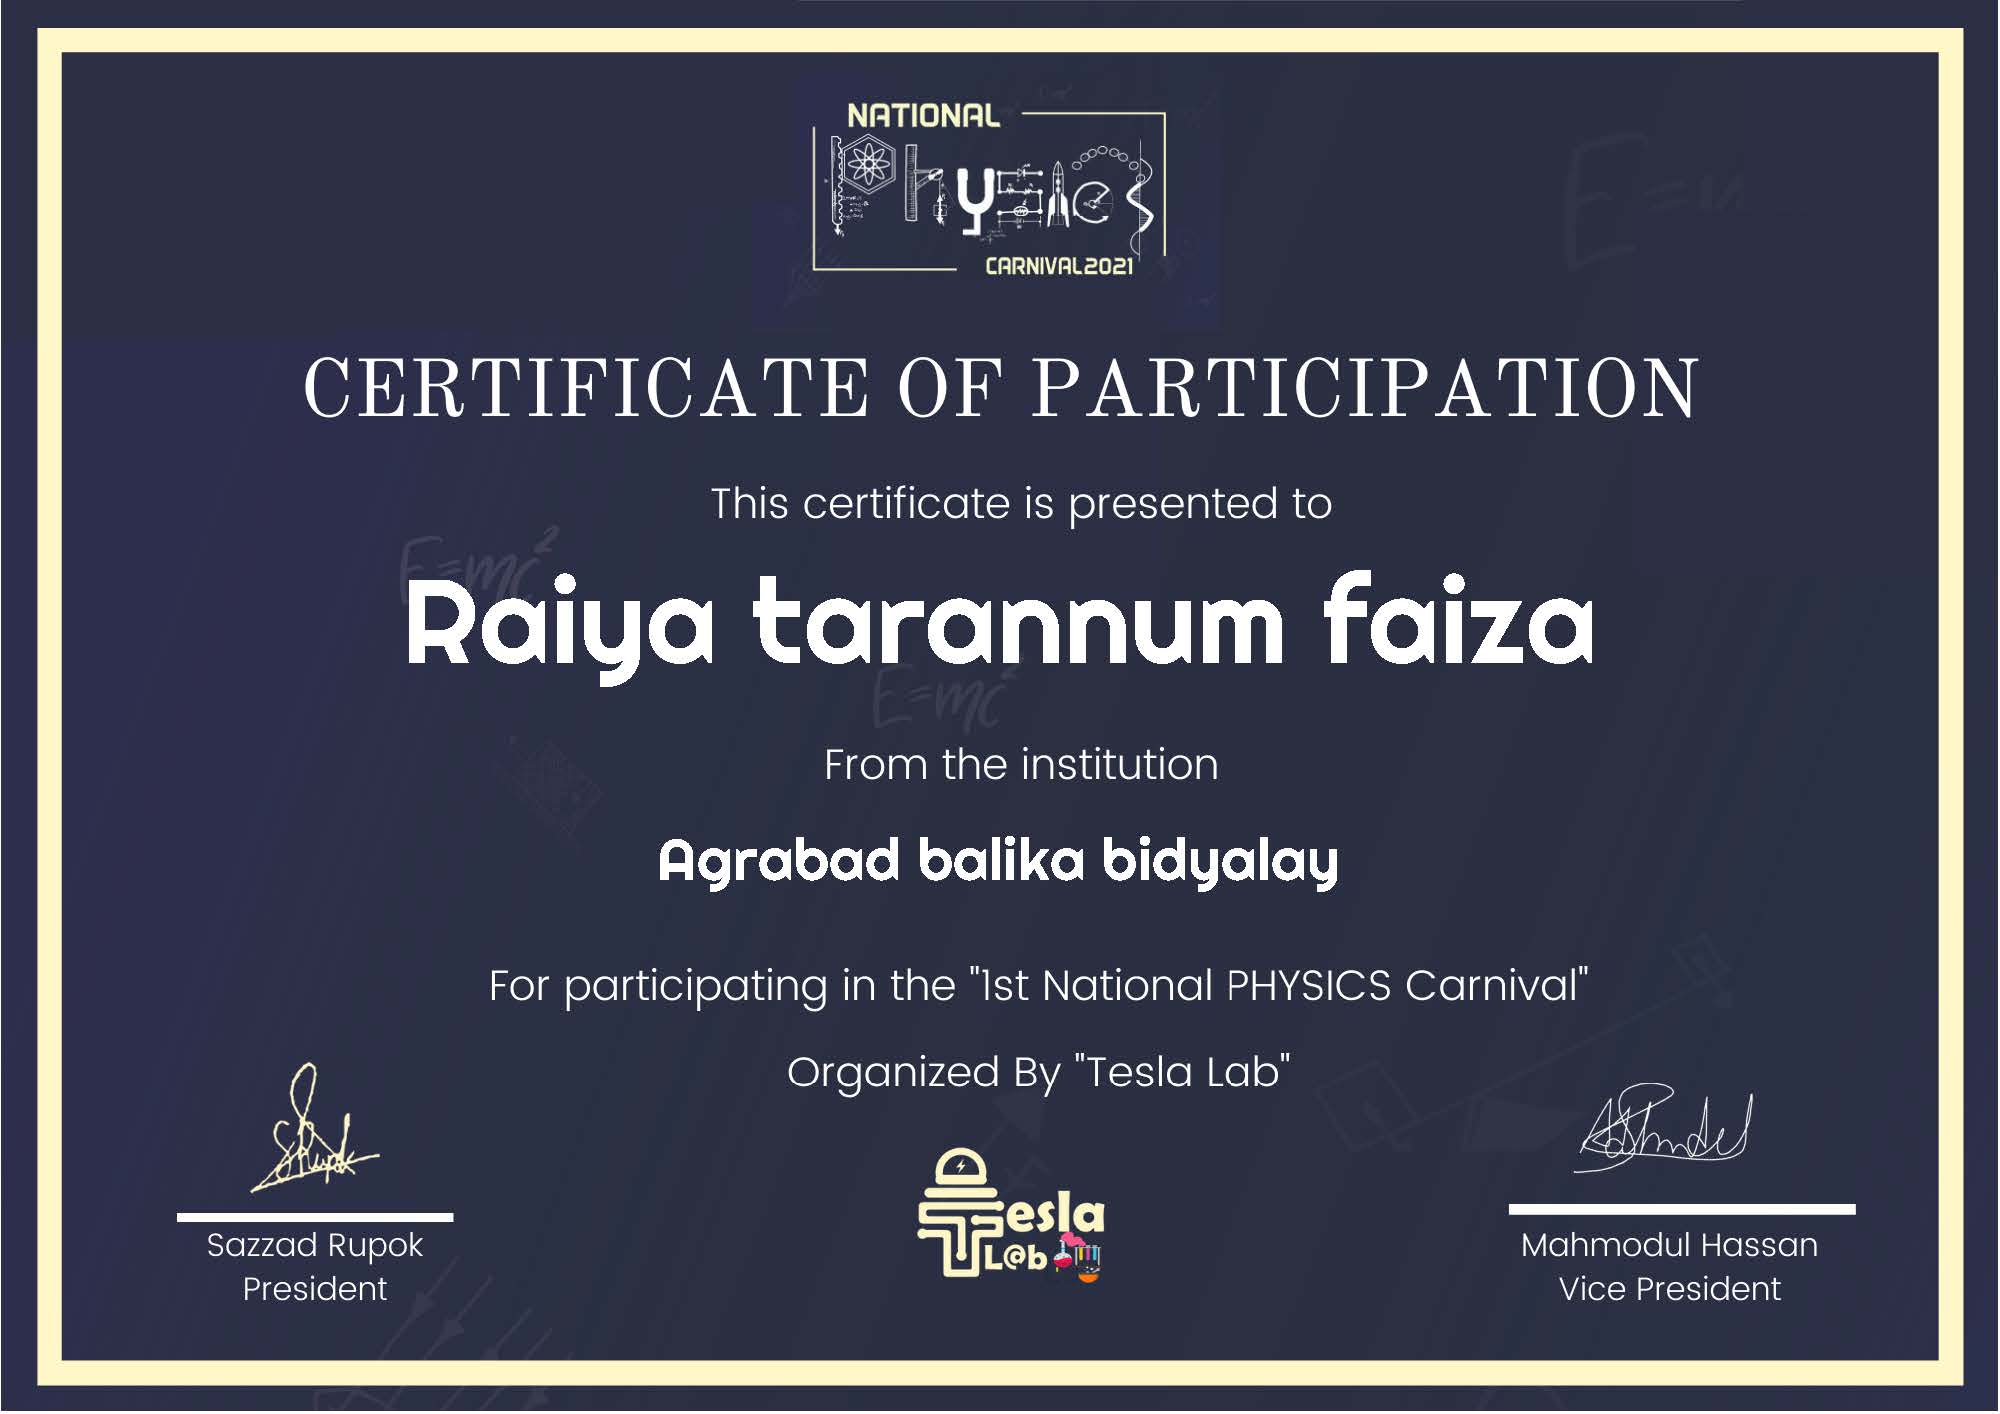 NATIONAL
Physics
CARNIVAL2021
CERTIFICATE OF PARTICIPATION
This certificate is presented to
E=mc²
Raiya tarannum faiza
E=mc²
From the institution
Agrabad balika bidyalay
For participating in the "1st National PHYSICS Carnival"
Organized By "Tesla Lab"
Sazzad Rupok
President
Tesla
L@b
Mahmodul Hassan
Vice President